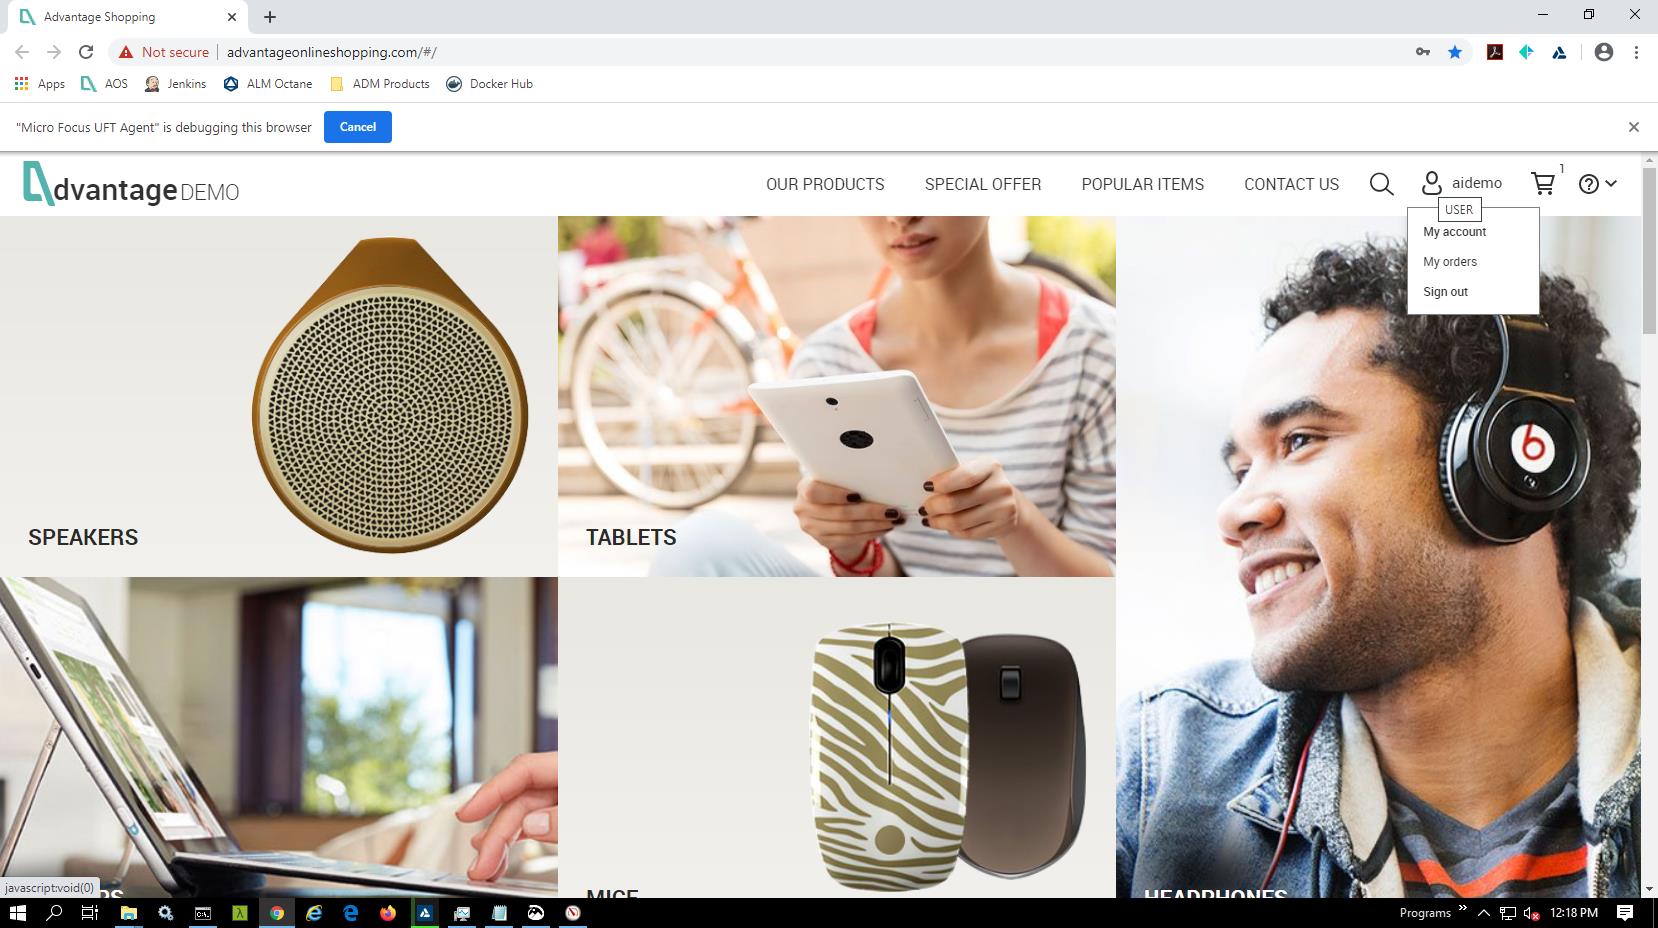 Advantage Shopping
Not secure advantageonlineshopping.com/#/
Apps AOS Jenkins ALM Octane ADM Products Docker Hub
"Micro Focus UFT Agent" is debugging this browser Cancel
dvantage DEMO OUR PRODUCTS SPECIAL OFFER POPULAR ITEMS CONTACT US aidemo 1
USER
My account
My orders
Sign out
SPEAKERS
TABLETS
javascript:void(0)
RS
MICE
HEADPHONES
Programs 12:18 PM